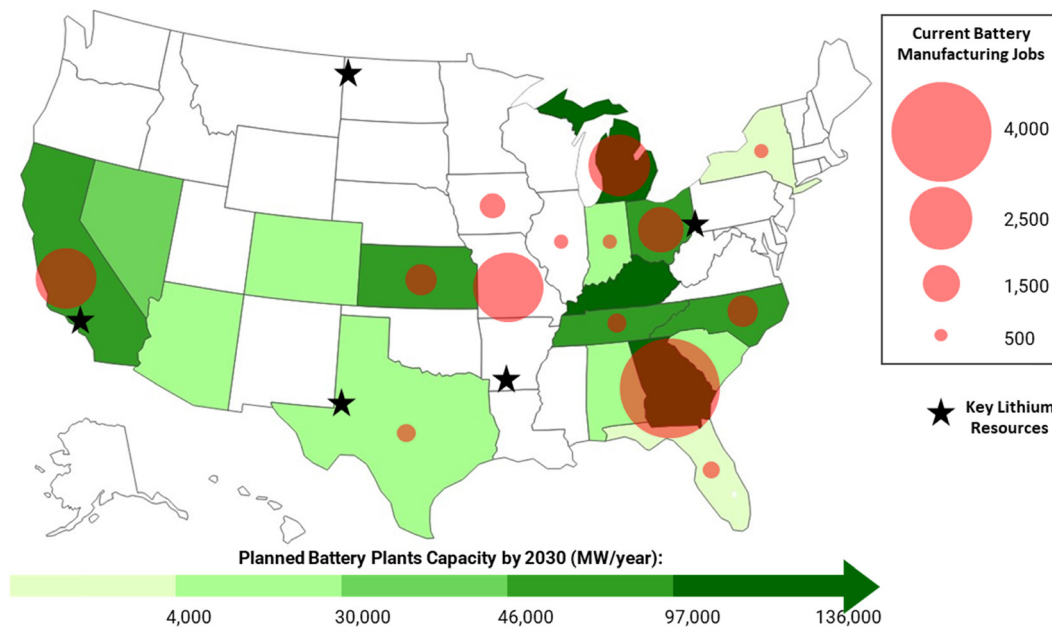 Current Battery
Manufacturing Jobs
4,000
2,500
1,500
500
Key Lithium
Resources
Planned Battery Plants Capacity by 2030 (MW/year):
4,000
30,000
46,000
97,000
136,000